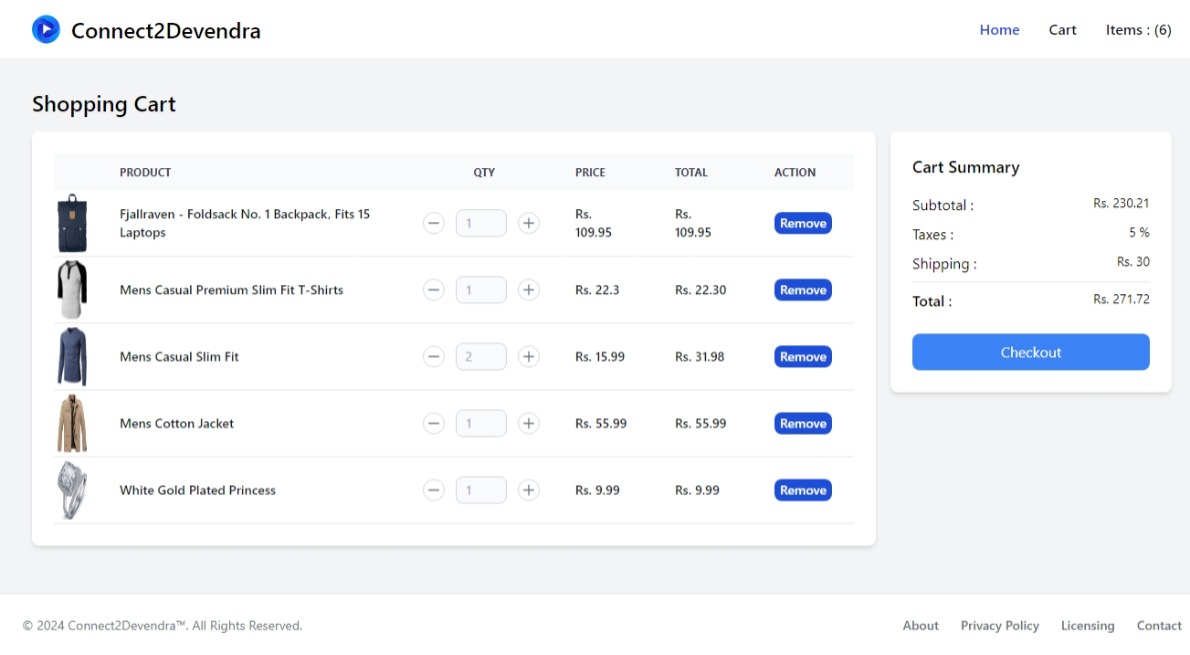 Connect2Devendra
Home Cart Items : (6)
Shopping Cart
PRODUCT QTY PRICE TOTAL ACTION
Fjallraven - Foldsack No. 1 Backpack, Fits 15
Laptops
1
Rs.
109.95
Rs.
109.95
Remove
Mens Casual Premium Slim Fit T-Shirts 1 Rs. 22.3 Rs. 22.30 Remove
Mens Casual Slim Fit 2 Rs. 15.99 Rs. 31.98 Remove
Mens Cotton Jacket 1 Rs. 55.99 Rs. 55.99 Remove
White Gold Plated Princess 1 Rs. 9.99 Rs. 9.99 Remove
Cart Summary
Subtotal : Rs. 230.21
Taxes : 5 %
Shipping : Rs. 30
Total : Rs. 271.72
Checkout
© 2024 Connect2Devendra™. All Rights Reserved.
About Privacy Policy Licensing Contact